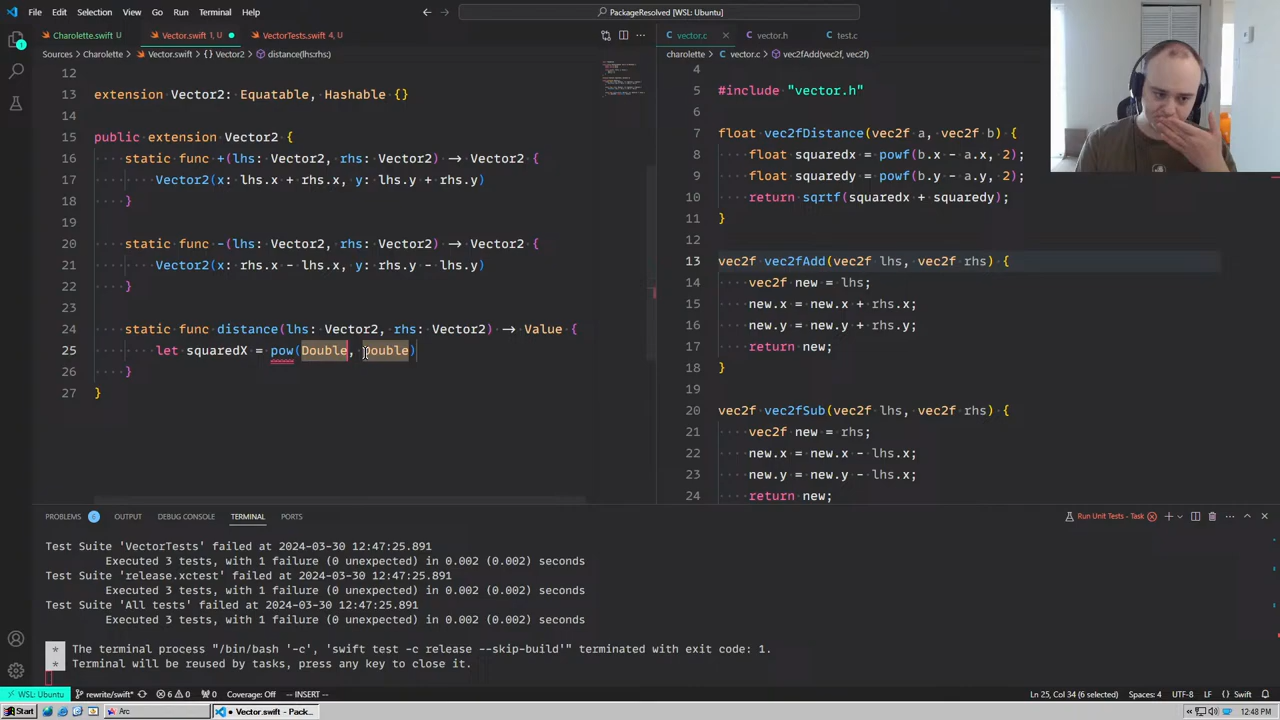 File Edit Selection View Go Run Terminal Help
PackageResolved [WSL: Ubuntu]
Charolette.swift 6
Vector.swift 1, U
VectorTests.swift 4, U
vector.c
vector.h
test.c
Sources > Charolette > Vector.swift > {} Vector2 > distance(lhs:rhs:)
charolette > vector.c > vec2fAdd(vec2f, vec2f)
12
13 extension Vector2: Equatable, Hashable {}
14
15 public extension Vector2 {
16 static func +(lhs: Vector2, rhs: Vector2) -> Vector2 {
17 Vector2(x: lhs.x + rhs.x, y: lhs.y + rhs.y)
18 }
19
20 static func -(lhs: Vector2, rhs: Vector2) -> Vector2 {
21 Vector2(x: rhs.x - lhs.x, y: rhs.y - lhs.y)
22 }
23
24 static func distance(lhs: Vector2, rhs: Vector2) -> Value {
25 let squaredX = pow(Double, Double)
26 }
27 }
4
5 #include "vector.h"
6
7 float vec2fDistance(vec2f a, vec2f b) {
8 float squaredx = powf(b.x - a.x, 2);
9 float squaredy = powf(b.y - a.y, 2);
10 return sqrtf(squaredx + squaredy);
11 }
12
13 vec2f vec2fAdd(vec2f lhs, vec2f rhs) {
14 vec2f new = lhs;
15 new.x = new.x + rhs.x;
16 new.y = new.y + rhs.y;
17 return new;
18 }
19
20 vec2f vec2fSub(vec2f lhs, vec2f rhs) {
21 vec2f new = rhs;
22 new.x = new.x - lhs.x;
23 new.y = new.y - lhs.y;
24 return new;
PROBLEMS 6 OUTPUT DEBUG CONSOLE TERMINAL PORTS
Run Unit Tests - Task
Test Suite 'VectorTests' failed at 2024-03-30 12:47:25.891
Executed 3 tests, with 1 failure (0 unexpected) in 0.002 (0.002) seconds
Test Suite 'release.xctest' failed at 2024-03-30 12:47:25.891
Executed 3 tests, with 1 failure (0 unexpected) in 0.002 (0.002) seconds
Test Suite 'All tests' failed at 2024-03-30 12:47:25.891
Executed 3 tests, with 1 failure (0 unexpected) in 0.002 (0.002) seconds
* The terminal process "/bin/bash '-c', 'swift test -c release --skip-build'" terminated with exit code: 1.
* Terminal will be reused by tasks, press any key to close it.
WSL: Ubuntu rewrite/swift* 6 0 0 Coverage: Off -- INSERT -- Ln 25, Col 34 (6 selected) Spaces: 4 UTF-8 LF {} Swift
Start Arc Vector.swift - Pack... 12:48 PM